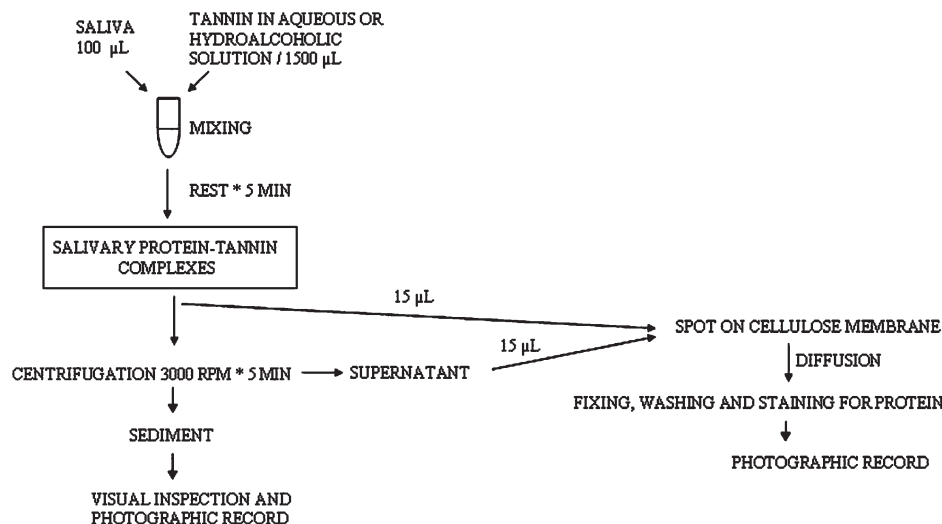 SALIVA
100 µL
TANNIN IN AQUEOUS OR
HYDROALCOHOLIC
SOLUTION / 1500 µL
MIXING
REST * 5 MIN
SALIVARY PROTEIN-TANNIN
COMPLEXES
15 µL
SPOT ON CELLULOSE MEMBRANE
15 µL
DIFFUSION
CENTRIFUGATION 3000 RPM * 5 MIN
SUPERNATANT
FIXING, WASHING AND STAINING FOR PROTEIN
SEDIMENT
PHOTOGRAPHIC RECORD
VISUAL INSPECTION AND
PHOTOGRAPHIC RECORD